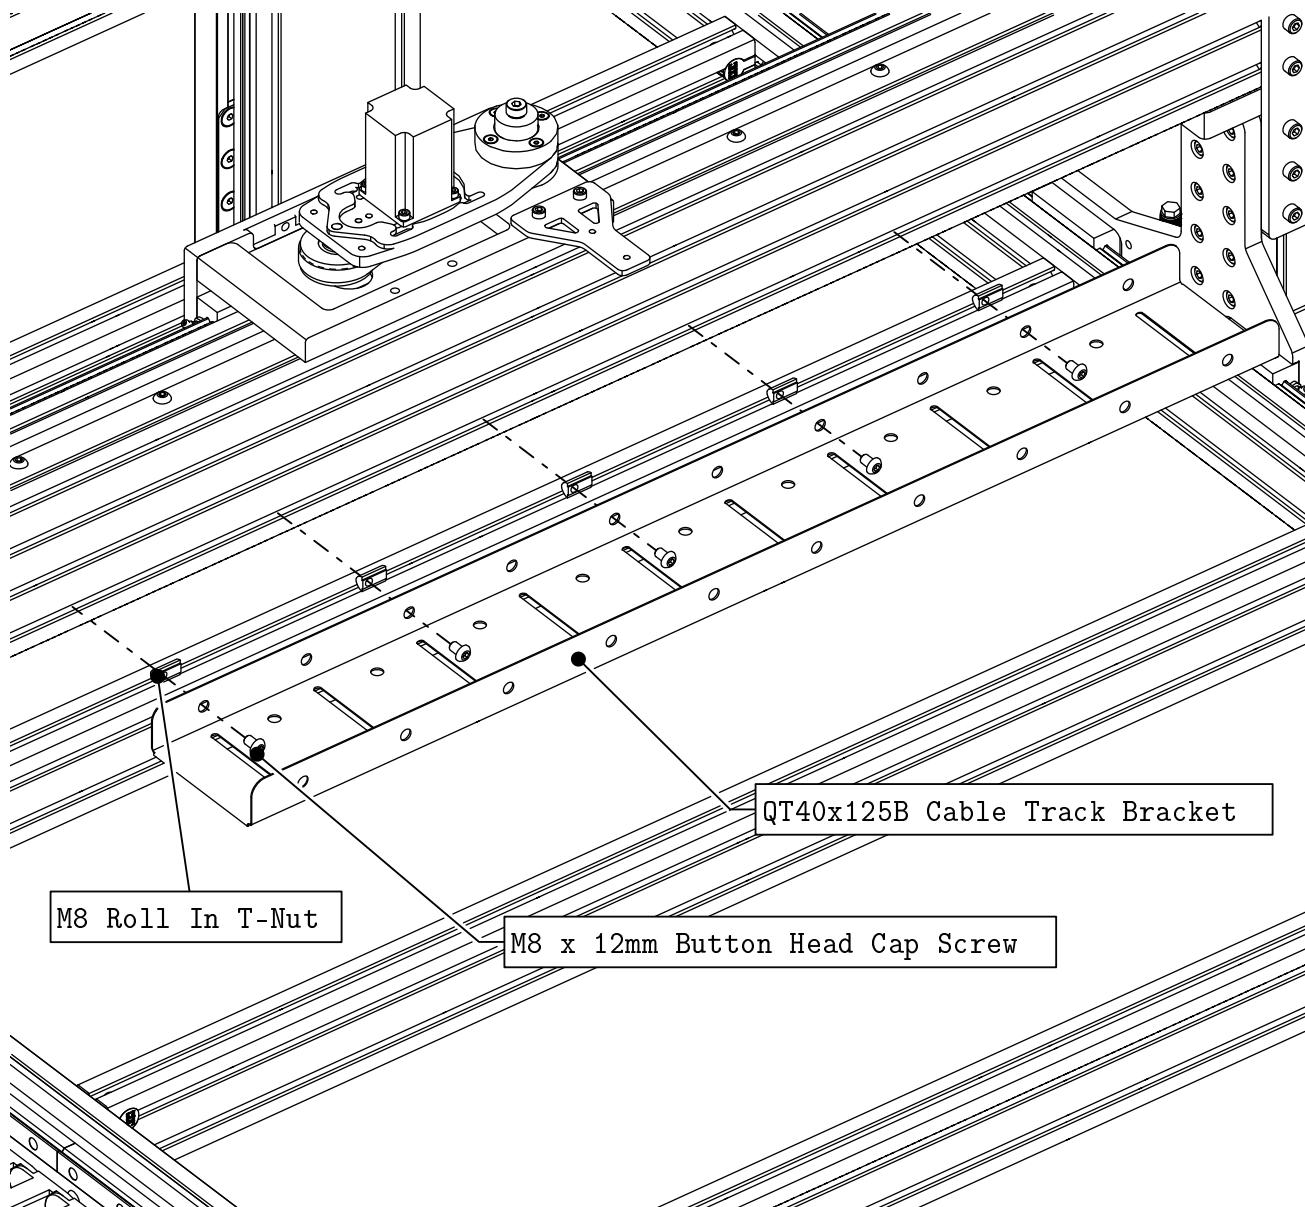 QT40x125B Cable Track Bracket
M8 Roll In T-Nut
M8 x 12mm Button Head Cap Screw